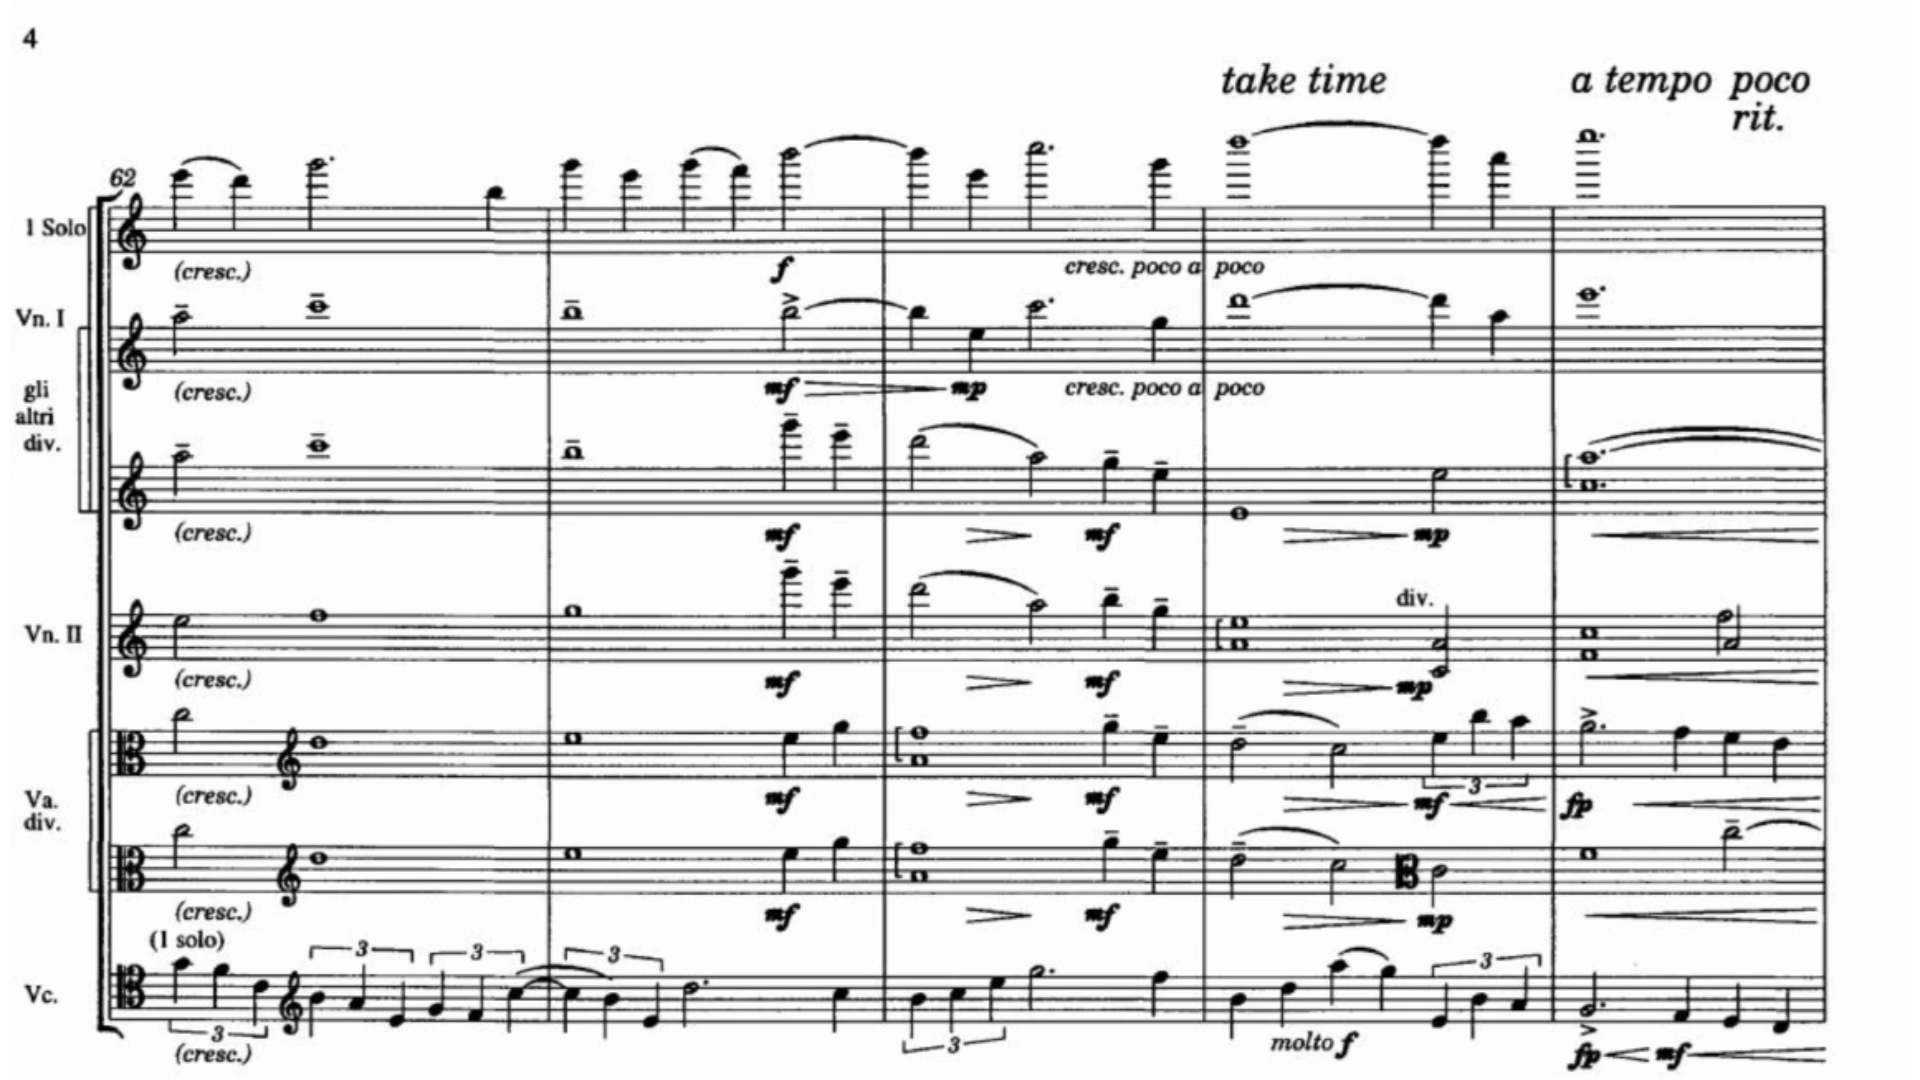 4
take time a tempo poco
rit.
62
1 Solo
(cresc.) f cresc. poco a poco
Vn. I
(cresc.) mf mp cresc. poco a poco
gli
altri
div.
(cresc.) mf mf mp
div.
Vn. II
(cresc.) mf mf mp
3
(cresc.) mf mf mf fp
Va.
div.
(cresc.) mf mf mp
(1 solo)
3 3 3 3
Vc.
3 3
molto f
(cresc.) fp mf